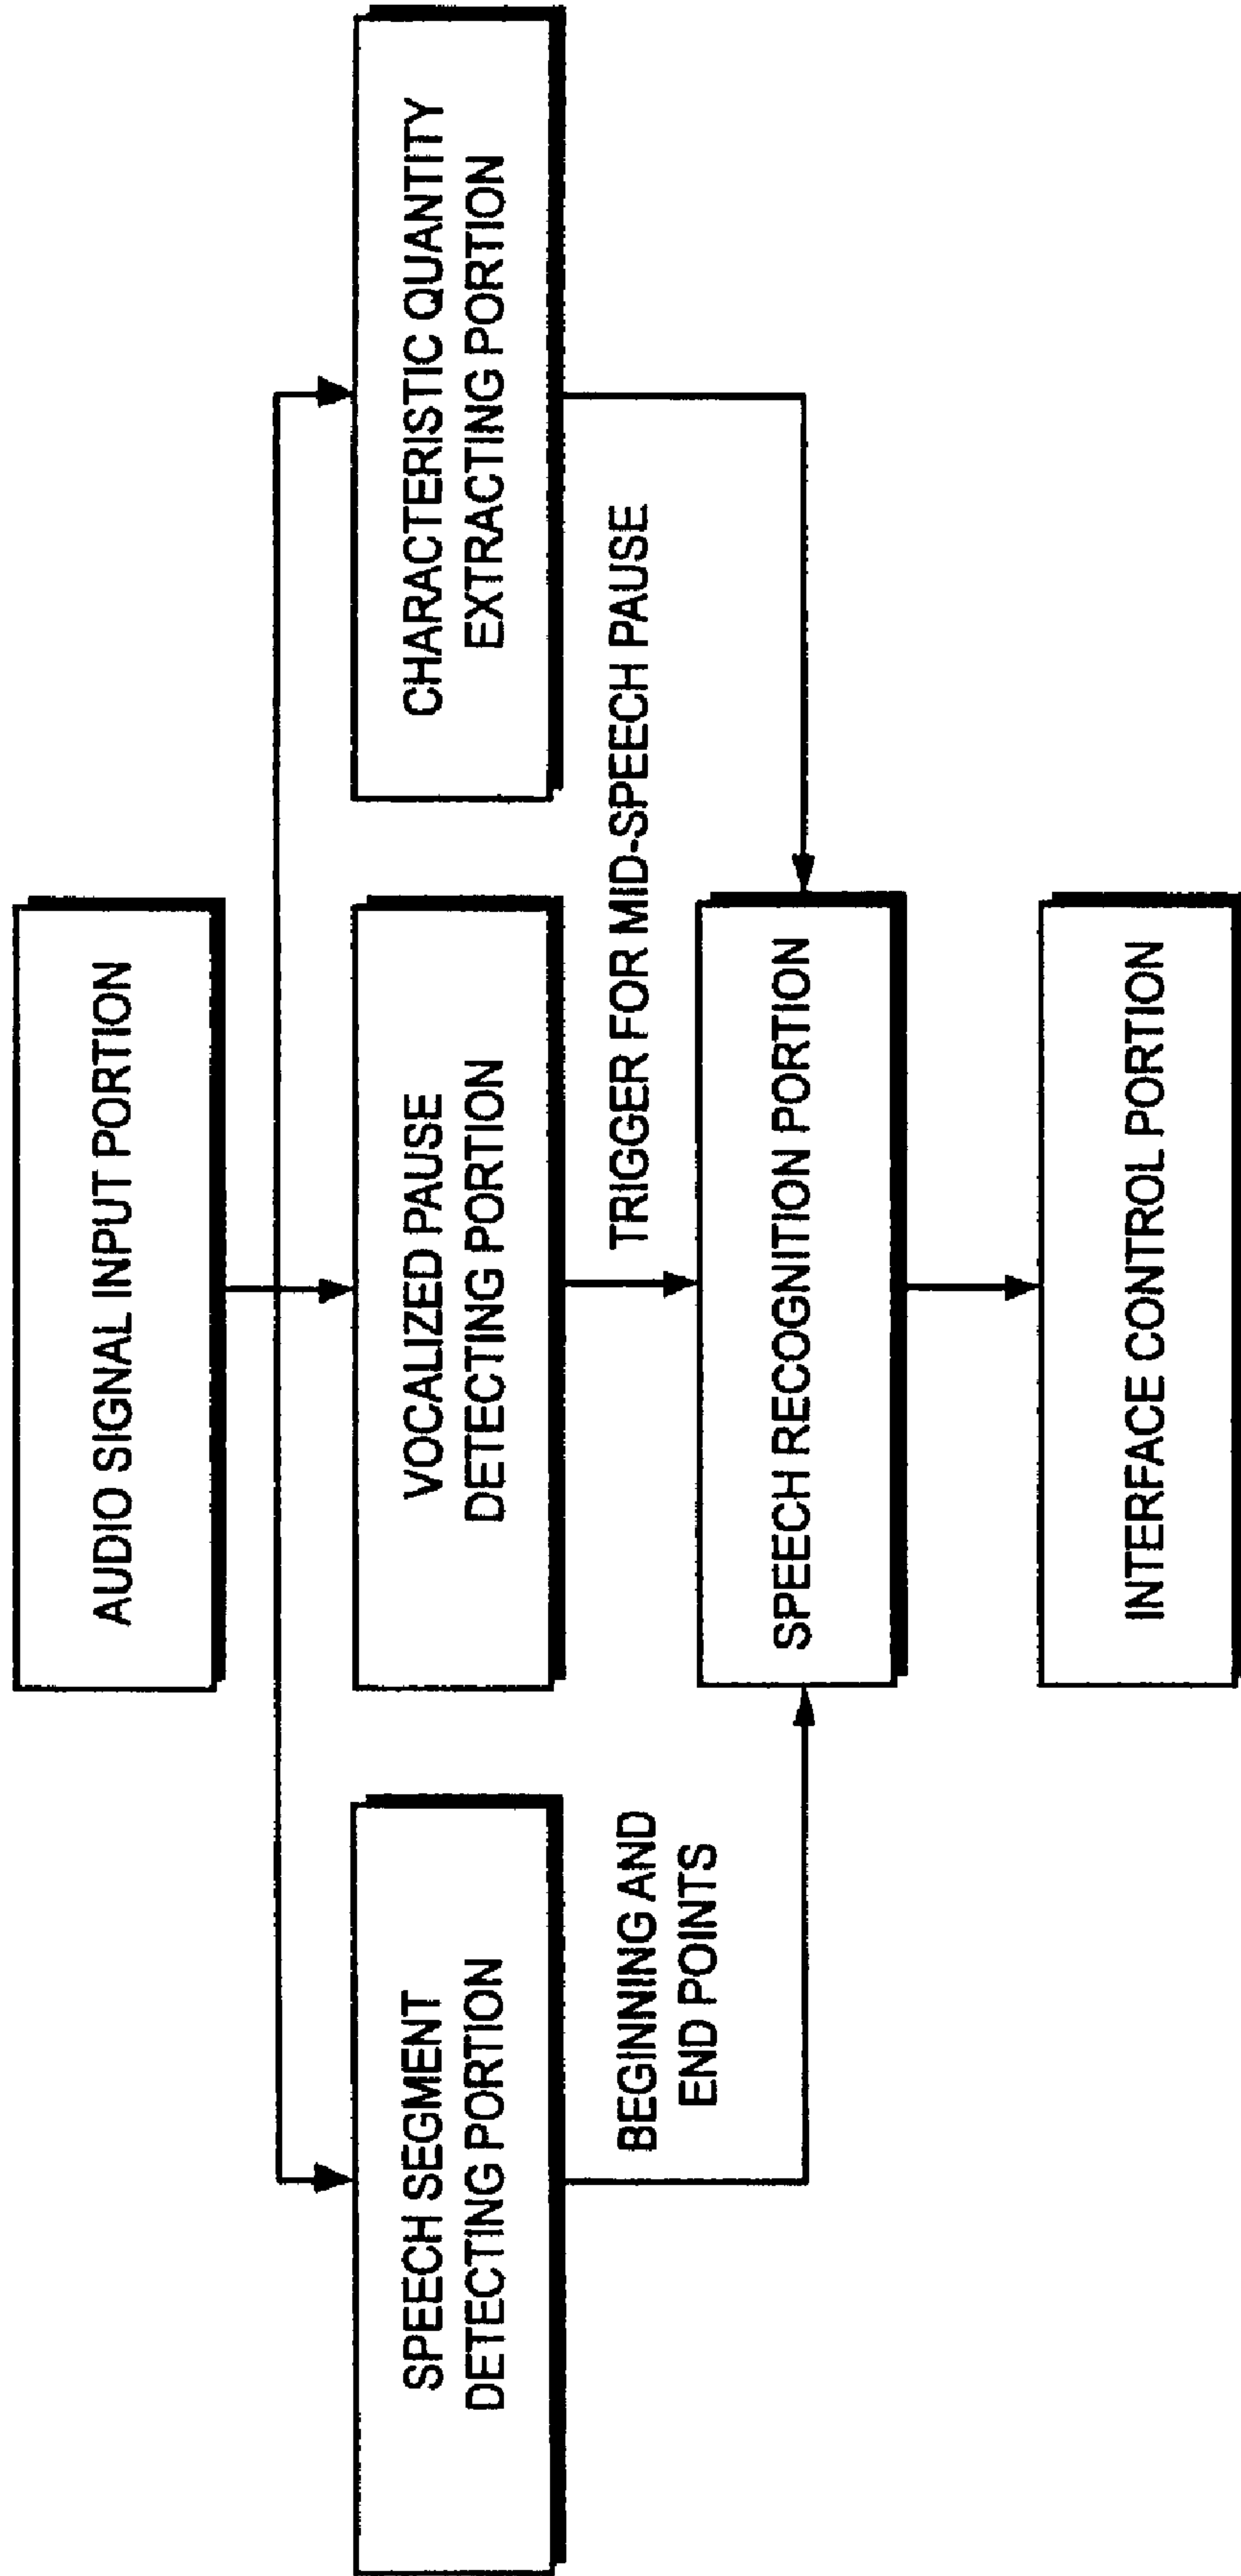 AUDIO SIGNAL INPUT PORTION
SPEECH SEGMENT
DETECTING PORTION
VOCALIZED PAUSE
DETECTING PORTION
CHARACTERISTIC QUANTITY
EXTRACTING PORTION
BEGINNING AND
END POINTS
TRIGGER FOR MID-SPEECH PAUSE
SPEECH RECOGNITION PORTION
INTERFACE CONTROL PORTION